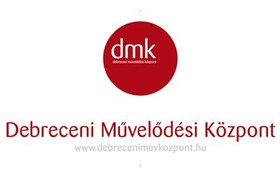 dmk
debreceni művelődési központ
Debreceni Művelődési Központ
www.debrecenimuvkozpont.hu